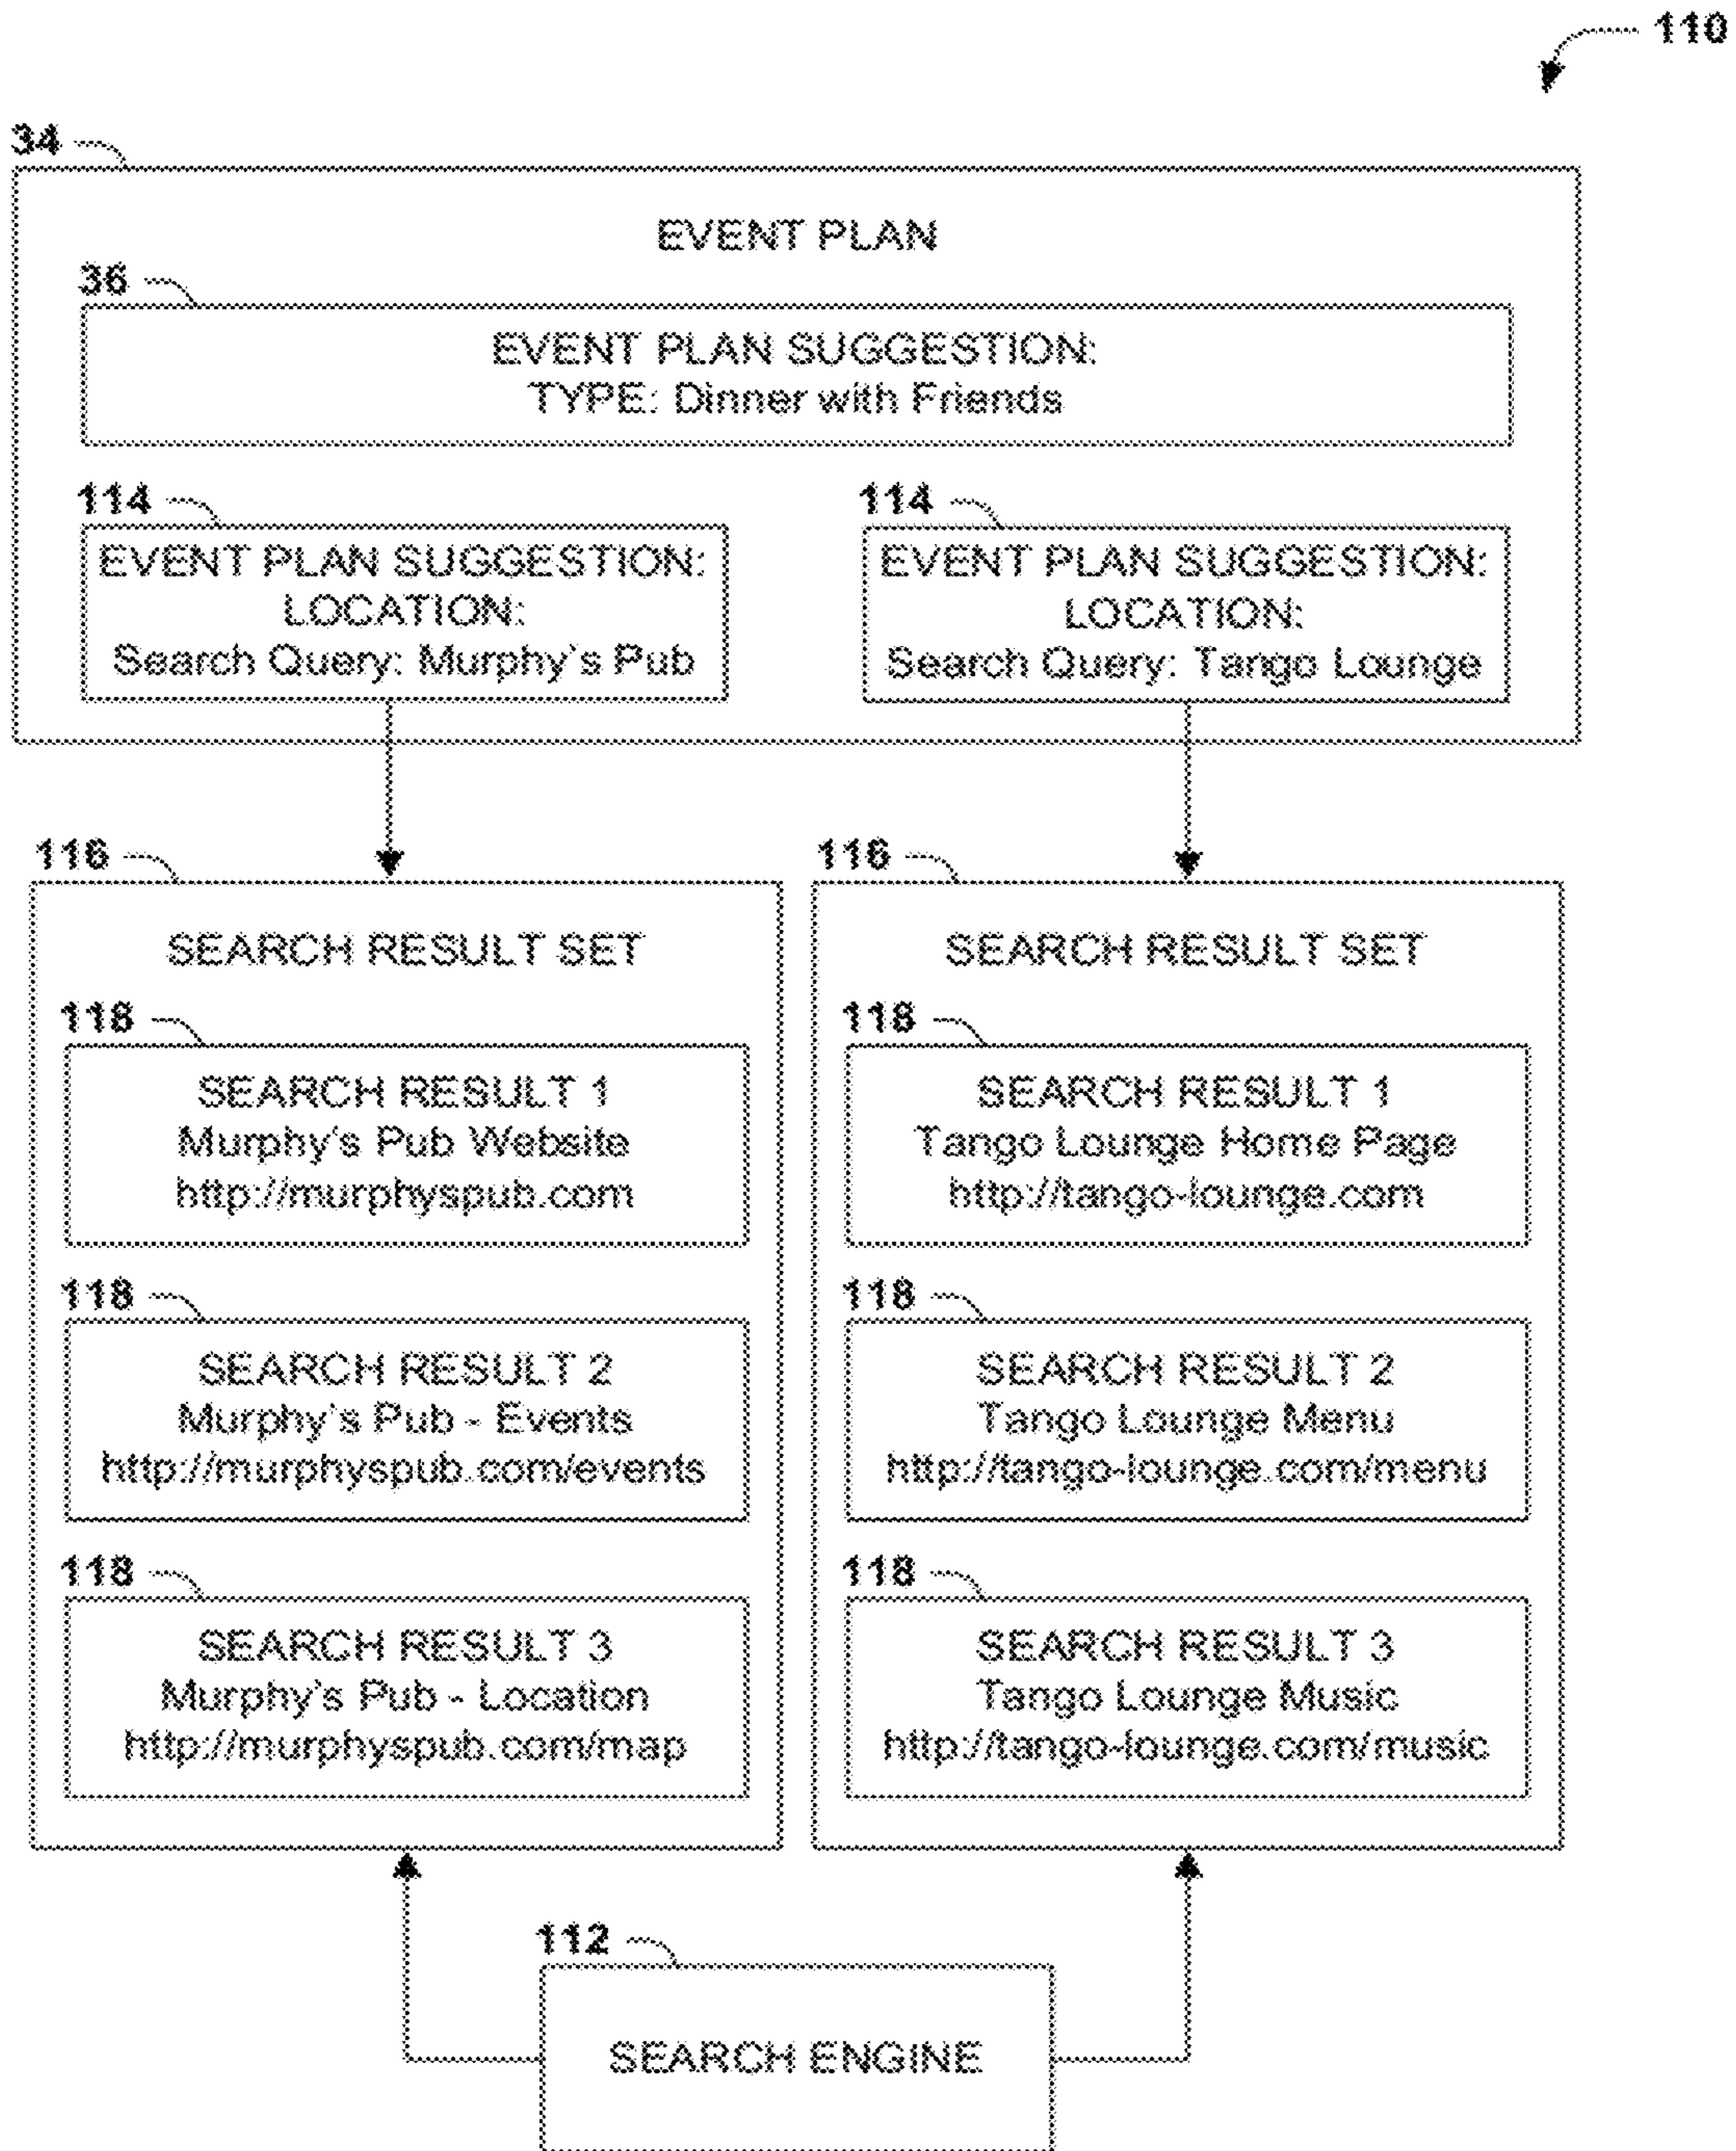 110
34
EVENT PLAN
36
EVENT PLAN SUGGESTION:
TYPE: Dinner with Friends
114
EVENT PLAN SUGGESTION:
LOCATION:
Search Query: Murphy's Pub
114
EVENT PLAN SUGGESTION:
LOCATION:
Search Query: Tango Lounge
116
SEARCH RESULT SET
118
SEARCH RESULT 1
Murphy's Pub Website
http://murphyspub.com
118
SEARCH RESULT 2
Murphy's Pub - Events
http://murphyspub.com/events
118
SEARCH RESULT 3
Murphy's Pub - Location
http://murphyspub.com/map
116
SEARCH RESULT SET
118
SEARCH RESULT 1
Tango Lounge Home Page
http://tango-lounge.com
118
SEARCH RESULT 2
Tango Lounge Menu
http://tango-lounge.com/menu
118
SEARCH RESULT 3
Tango Lounge Music
http://tango-lounge.com/music
112
SEARCH ENGINE